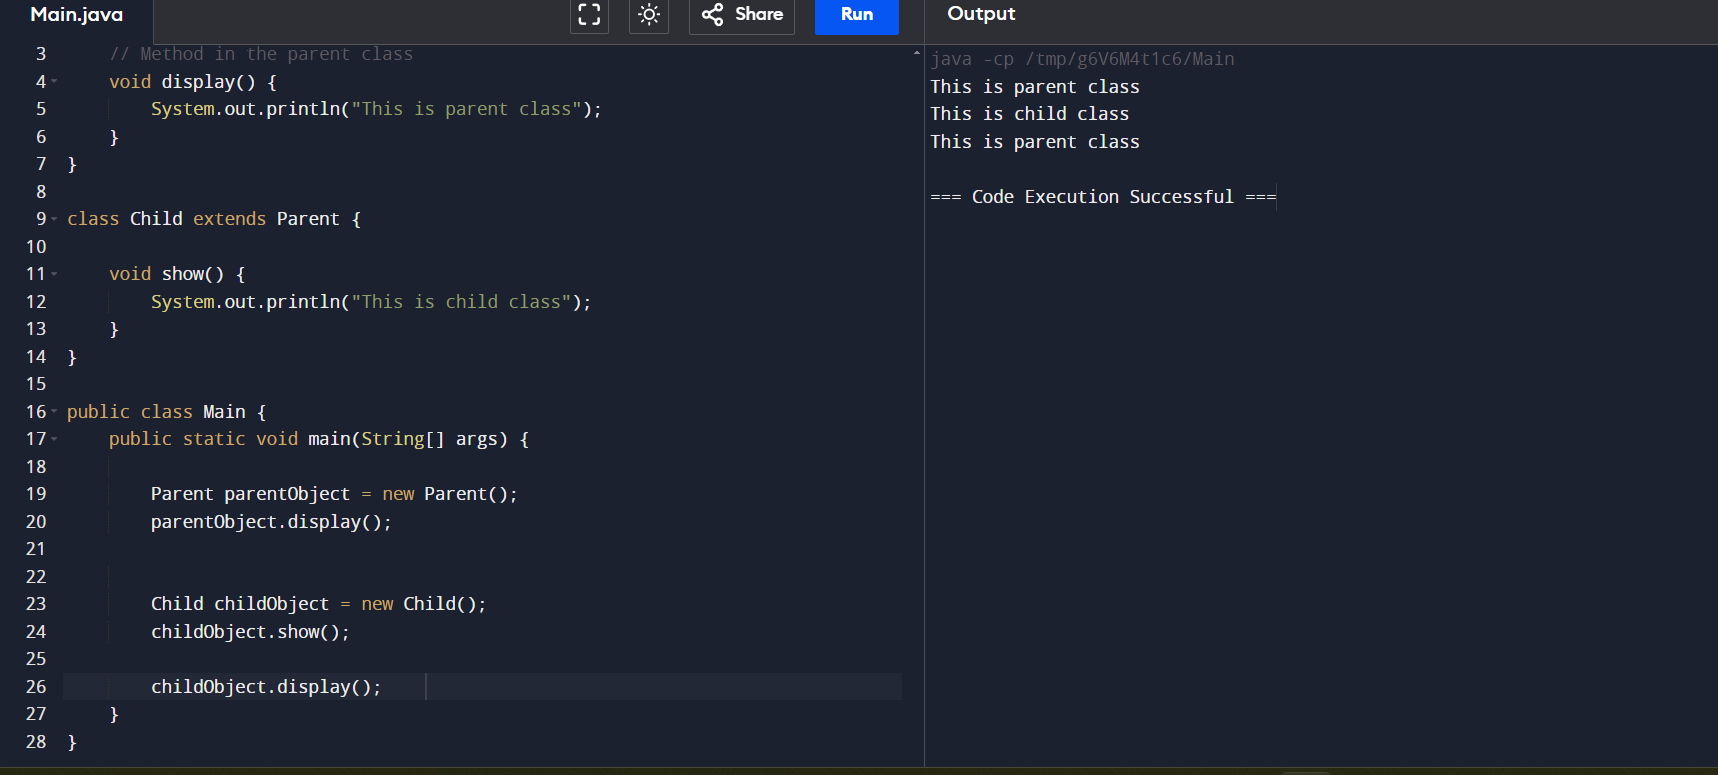 Main.java Share Run Output
3 // Method in the parent class
4 void display() {
5 System.out.println("This is parent class");
6 }
7 }
8
9 class Child extends Parent {
10
11 void show() {
12 System.out.println("This is child class");
13 }
14 }
15
16 public class Main {
17 public static void main(String[] args) {
18
19 Parent parentObject = new Parent();
20 parentObject.display();
21
22
23 Child childObject = new Child();
24 childObject.show();
25
26 childObject.display();
27 }
28 }
java -cp /tmp/g6V6M4t1c6/Main
This is parent class
This is child class
This is parent class
=== Code Execution Successful ===